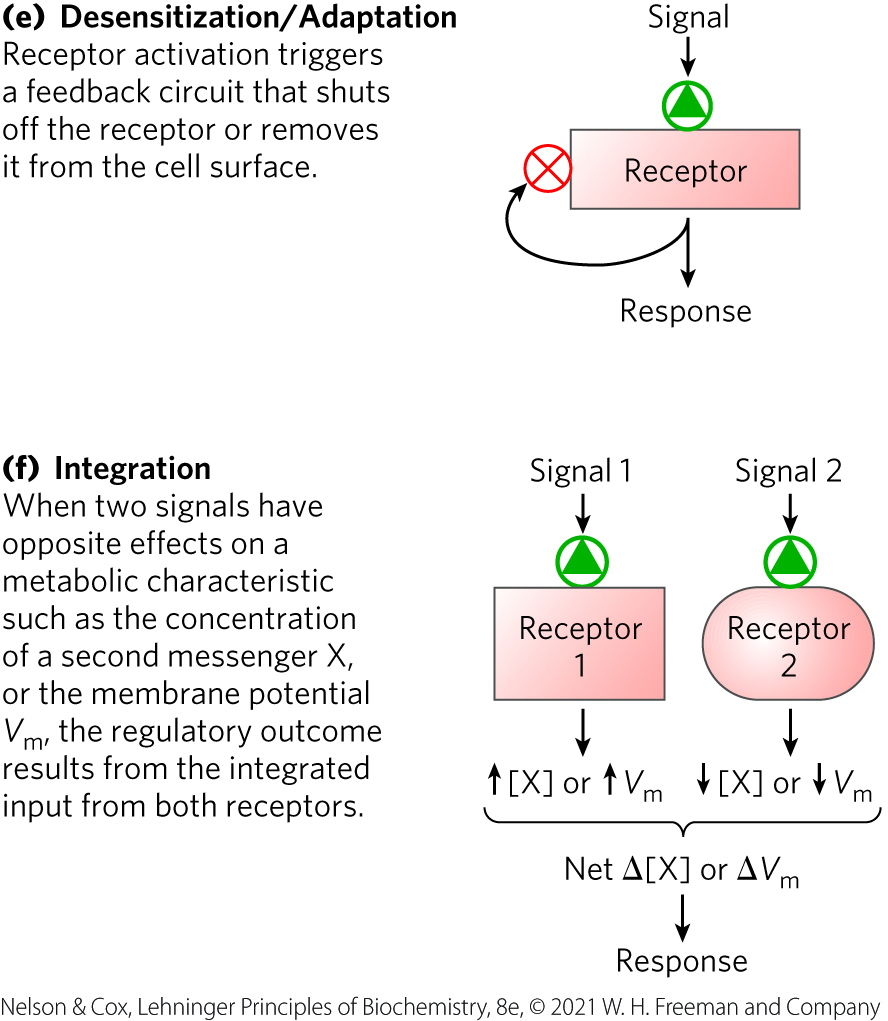 (e) Desensitization/Adaptation
Receptor activation triggers
a feedback circuit that shuts
off the receptor or removes
it from the cell surface.
Signal
Receptor
Response
(f) Integration
When two signals have
opposite effects on a
metabolic characteristic
such as the concentration
of a second messenger X,
or the membrane potential
Vm, the regulatory outcome
results from the integrated
input from both receptors.
Signal 1 Signal 2
Receptor 1 Receptor 2
↑[X] or ↑Vm ↓[X] or ↓Vm
Net Δ[X] or ΔVm
Response
Nelson & Cox, Lehninger Principles of Biochemistry, 8e, © 2021 W. H. Freeman and Company